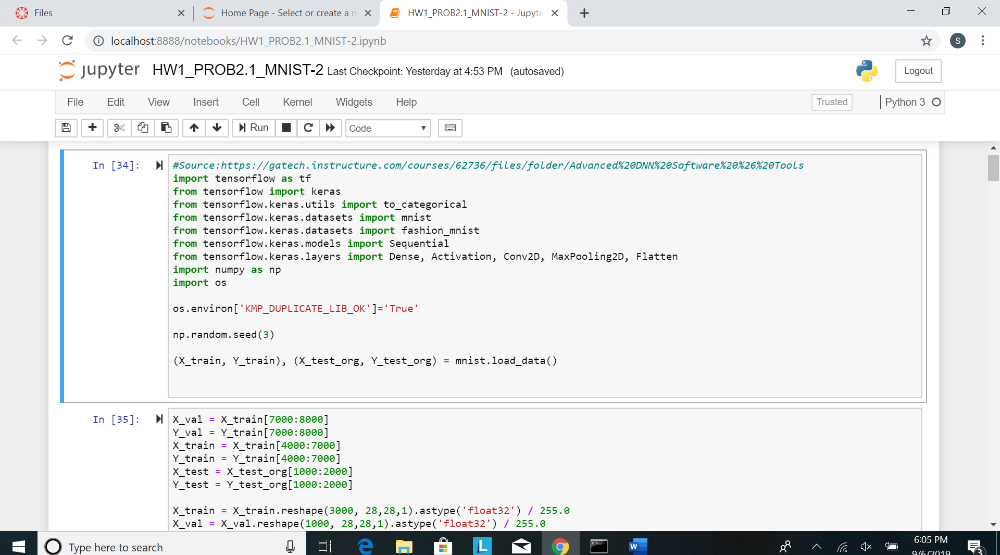 Files
Home Page - Select or create a n
HW1_PROB2.1_MNIST-2 - Jupyte
localhost:8888/notebooks/HW1_PROB2.1_MNIST-2.ipynb
S
jupyter HW1_PROB2.1_MNIST-2 Last Checkpoint: Yesterday at 4:53 PM (autosaved)
Logout
File Edit View Insert Cell Kernel Widgets Help
Trusted
Python 3
Run
Code
In [34]:
#Source:https://gatech.instructure.com/courses/62736/files/folder/Advanced%20DNN%20Software%20%26%20Tools
import tensorflow as tf
from tensorflow import keras
from tensorflow.keras.utils import to_categorical
from tensorflow.keras.datasets import mnist
from tensorflow.keras.datasets import fashion_mnist
from tensorflow.keras.models import Sequential
from tensorflow.keras.layers import Dense, Activation, Conv2D, MaxPooling2D, Flatten
import numpy as np
import os
os.environ['KMP_DUPLICATE_LIB_OK']='True'
np.random.seed(3)
(X_train, Y_train), (X_test_org, Y_test_org) = mnist.load_data()
In [35]:
X_val = X_train[7000:8000]
Y_val = Y_train[7000:8000]
X_train = X_train[4000:7000]
Y_train = Y_train[4000:7000]
X_test = X_test_org[1000:2000]
Y_test = Y_test_org[1000:2000]
X_train = X_train.reshape(3000, 28,28,1).astype('float32') / 255.0
X_val = X_val.reshape(1000, 28,28,1).astype('float32') / 255.0
Type here to search
L
W
6:05 PM
9/6/2019
3